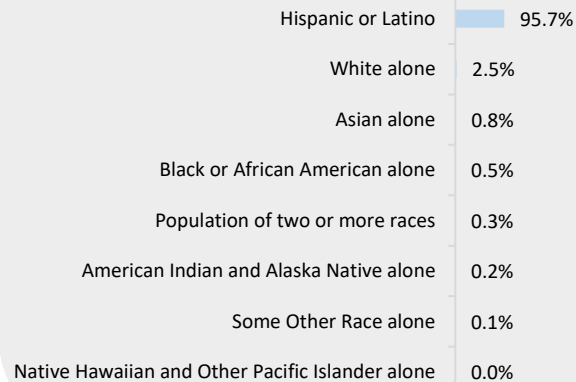 Hispanic or Latino 95.7%
White alone 2.5%
Asian alone 0.8%
Black or African American alone 0.5%
Population of two or more races 0.3%
American Indian and Alaska Native alone 0.2%
Some Other Race alone 0.1%
Native Hawaiian and Other Pacific Islander alone 0.0%